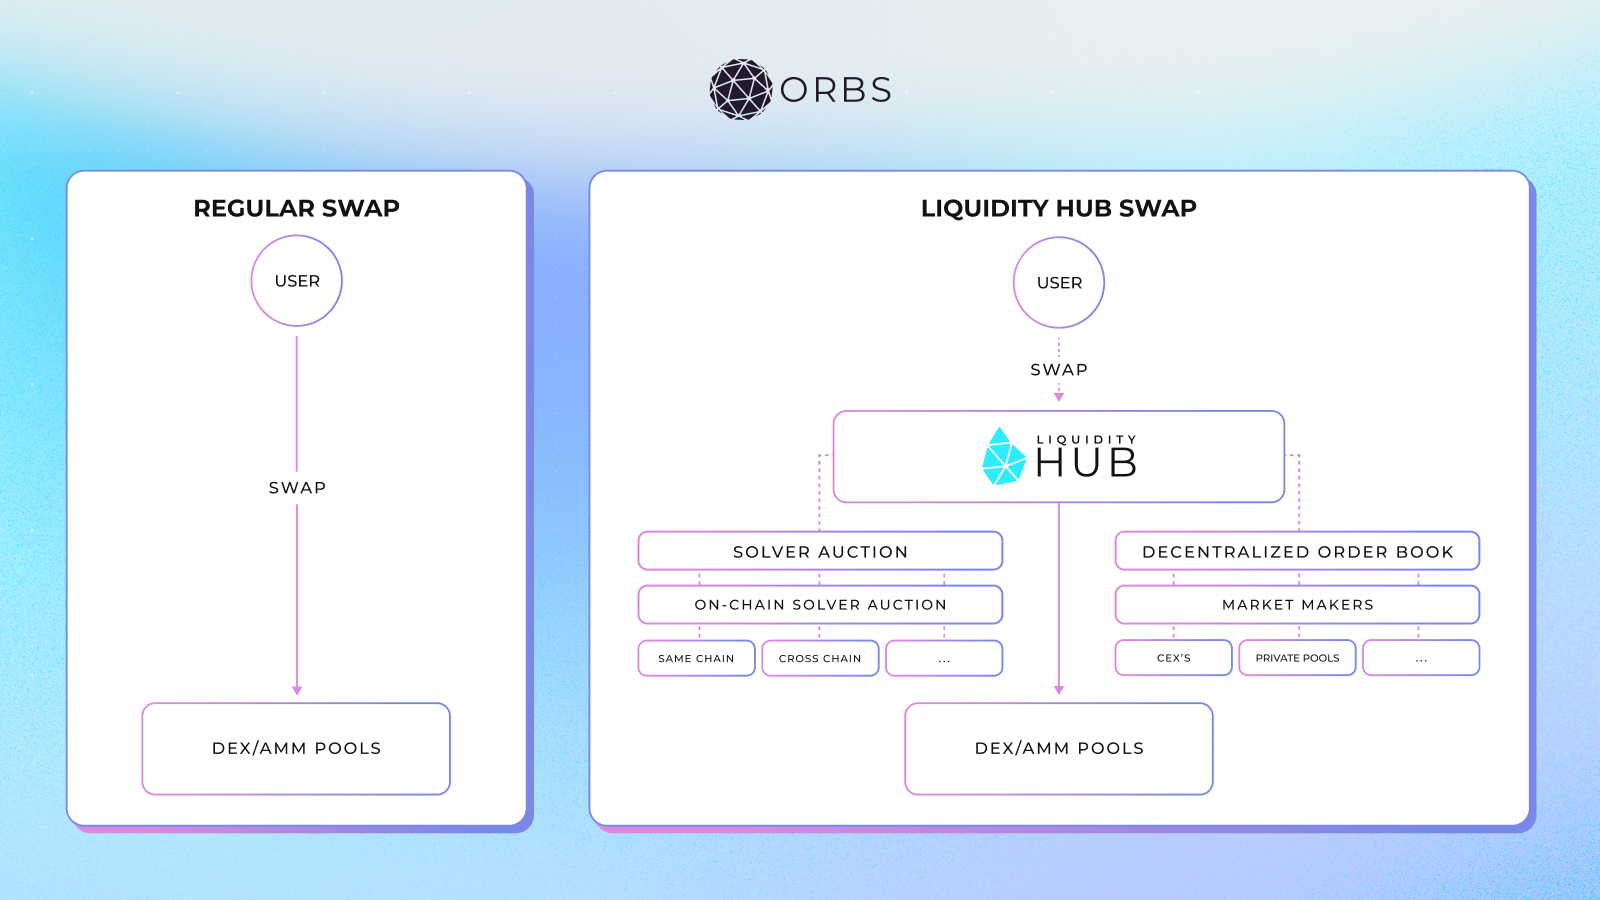 ORBS
REGULAR SWAP
USER
SWAP
DEX/AMM POOLS
LIQUIDITY HUB SWAP
USER
SWAP
LIQUIDITY
HUB
SOLVER AUCTION
ON-CHAIN SOLVER AUCTION
SAME CHAIN
CROSS CHAIN
...
DECENTRALIZED ORDER BOOK
MARKET MAKERS
CEX'S
PRIVATE POOLS
...
DEX/AMM POOLS